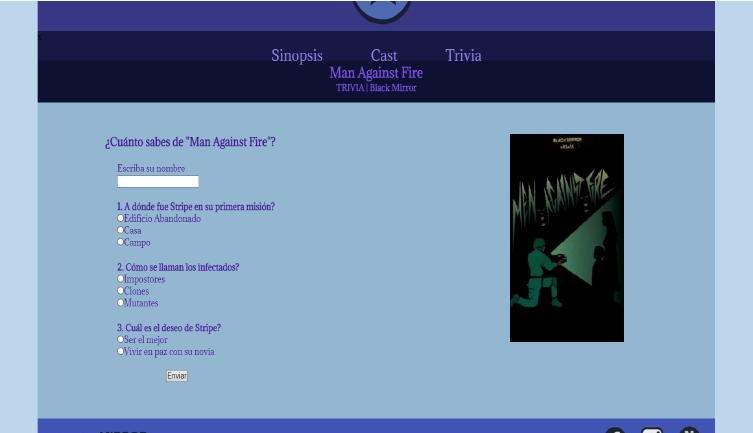 Sinopsis Cast Trivia
Man Against Fire
TRIVIA | Black Mirror
¿Cuánto sabes de "Man Against Fire"?
Escriba su nombre
1. A dónde fue Stripe en su primera misión?
Edificio Abandonado
Casa
Campo
2. Cómo se llaman los infectados?
Impostores
Clones
Mutantes
3. Cuál es el deseo de Stripe?
Ser el mejor
Vivir en paz con su novia
Enviar
BLACK MIRROR
MEN AGAINST FIRE